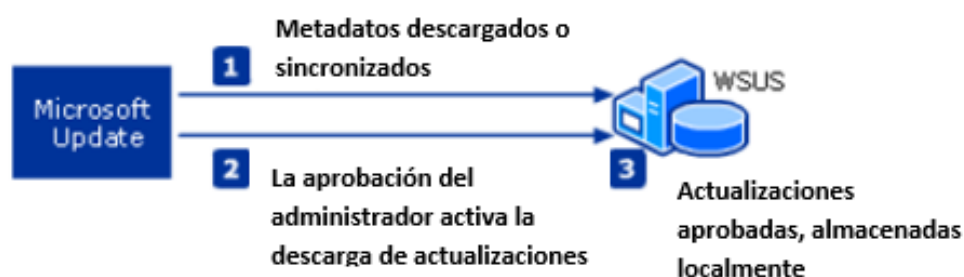 Metadatos descargados o
sincronizados
1
Microsoft
Update
WSUS
2
La aprobación del
administrador activa la
descarga de actualizaciones
3
Actualizaciones
aprobadas, almacenadas
localmente